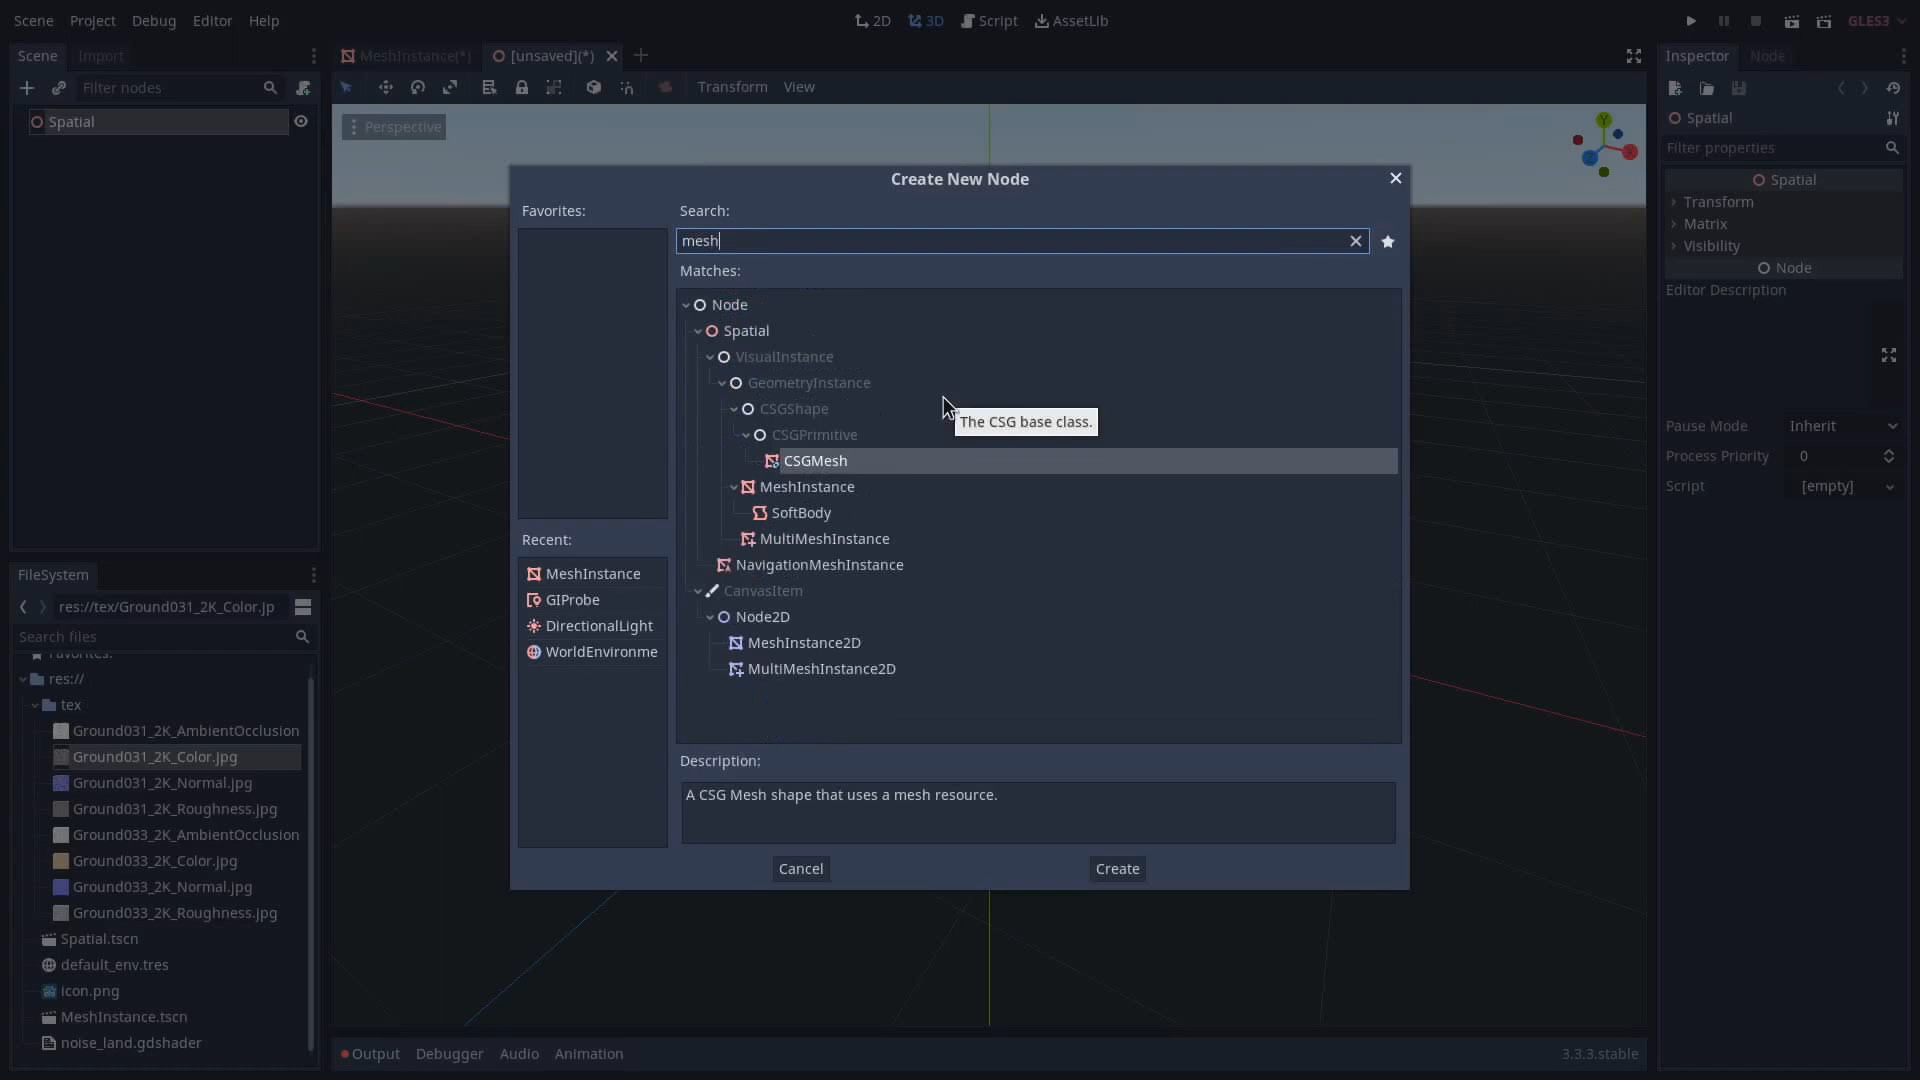 Scene Project Debug Editor Help
2D 3D Script AssetLib
GLES3
Scene Import
MeshInstance(*) [unsaved](*)
Inspector Node
Filter nodes
Transform View
Spatial
Perspective
Y
X
Z
Spatial
Filter properties
Spatial
Transform
Matrix
Visibility
Node
Editor Description
Pause Mode Inherit
Process Priority 0
Script [empty]
Create New Node
Favorites:
Search:
mesh
Matches:
Node
Spatial
VisualInstance
GeometryInstance
CSGShape
The CSG base class.
CSGPrimitive
CSGMesh
MeshInstance
SoftBody
MultiMeshInstance
NavigationMeshInstance
CanvasItem
Node2D
MeshInstance2D
MultiMeshInstance2D
Recent:
MeshInstance
GIProbe
DirectionalLight
WorldEnvironme
Description:
A CSG Mesh shape that uses a mesh resource.
Cancel Create
FileSystem
res://tex/Ground031_2K_Color.jp
Search files
Favorites:
res://
tex
Ground031_2K_AmbientOcclusion
Ground031_2K_Color.jpg
Ground031_2K_Normal.jpg
Ground031_2K_Roughness.jpg
Ground033_2K_AmbientOcclusion
Ground033_2K_Color.jpg
Ground033_2K_Normal.jpg
Ground033_2K_Roughness.jpg
Spatial.tscn
default_env.tres
icon.png
MeshInstance.tscn
noise_land.gdshader
Output Debugger Audio Animation
3.3.3.stable